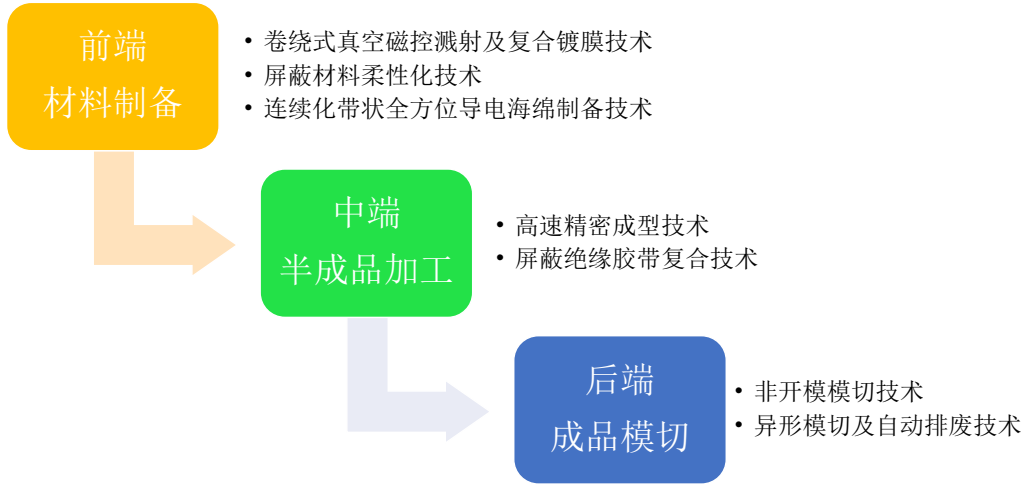 前端
材料制备
• 卷绕式真空磁控溅射及复合镀膜技术
• 屏蔽材料柔性化技术
• 连续化带状全方位导电海绵制备技术
中端
半成品加工
• 高速精密成型技术
• 屏蔽绝缘胶带复合技术
后端
成品模切
• 非开模模切技术
• 异形模切及自动排废技术